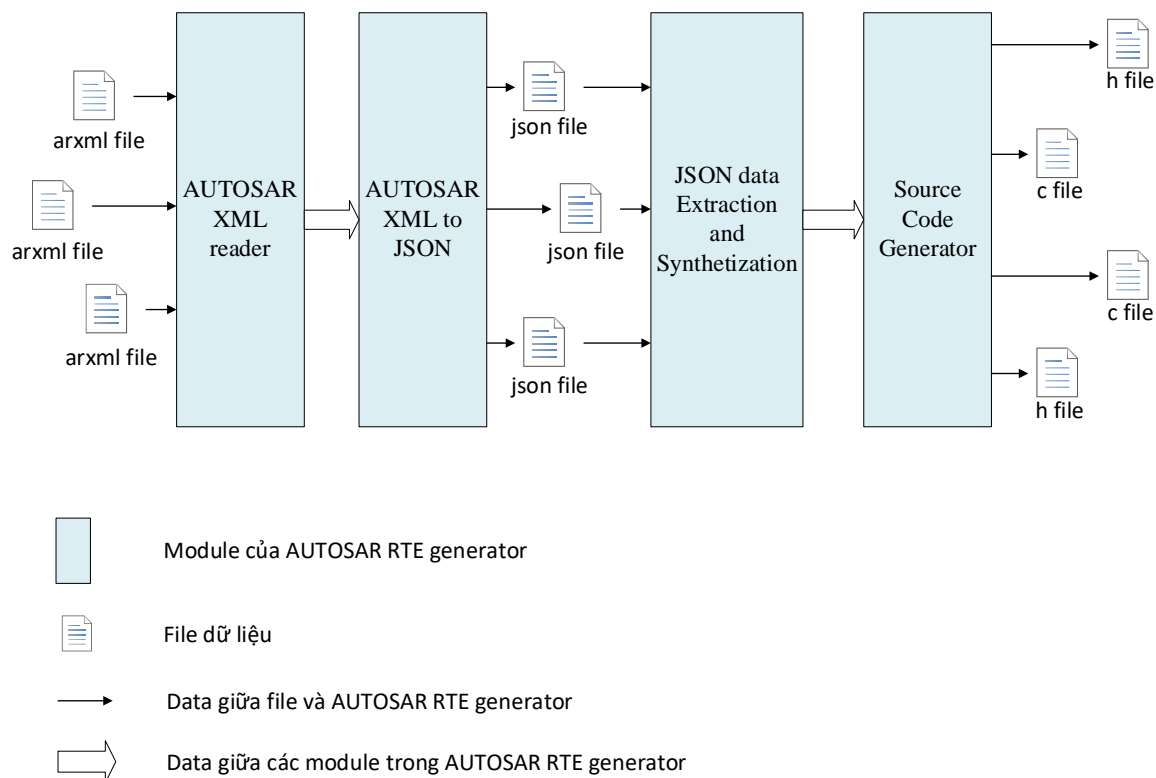 h file
arxml file
json file
c file
AUTOSAR
XML
reader
AUTOSAR
XML to
JSON
JSON data
Extraction
and
Synthetization
Source
Code
Generator
arxml file
json file
c file
arxml file
json file
h file
Module của AUTOSAR RTE generator
File dữ liệu
Data giữa file và AUTOSAR RTE generator
Data giữa các module trong AUTOSAR RTE generator